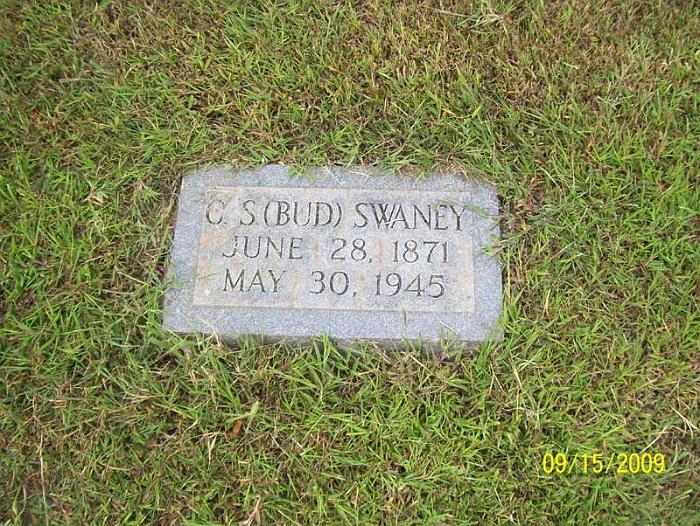 C. S. (BUD) SWANEY
JUNE 28, 1871
MAY 30, 1945
09/15/2009